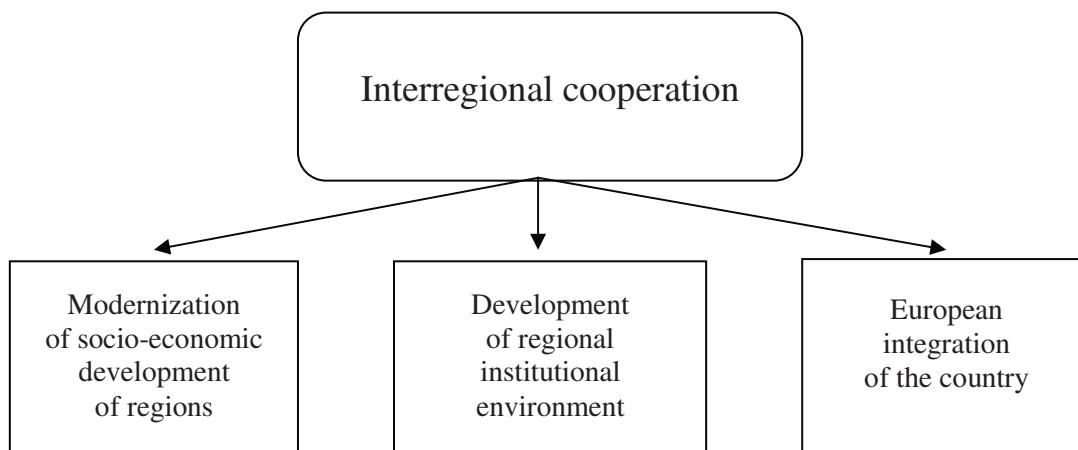 Interregional cooperation
Modernization
of socio-economic
development
of regions
Development
of regional
institutional
environment
European
integration
of the country